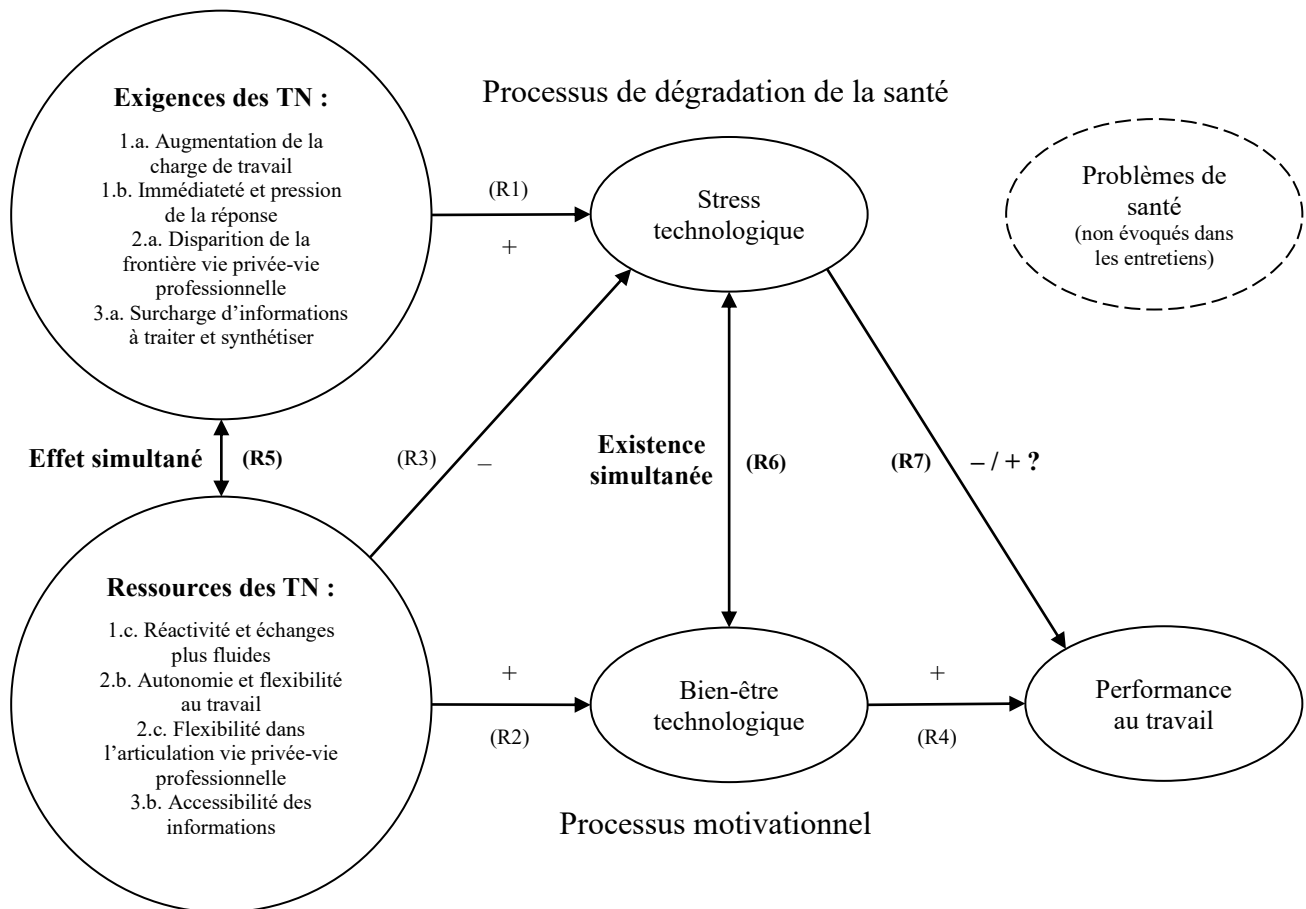 Processus de dégradation de la santé
Exigences des TN :
1.a. Augmentation de la
charge de travail
1.b. Immédiateté et pression
de la réponse
2.a. Disparition de la
frontière vie privée-vie
professionnelle
3.a. Surcharge d’informations
à traiter et synthétiser
(R1)
+
Stress
technologique
Problèmes de
santé
(non évoqués dans
les entretiens)
Effet simultané
(R5)
(R3)
–
Existence
simultanée
(R6)
(R7)
– / + ?
Ressources des TN :
1.c. Réactivité et échanges
plus fluides
2.b. Autonomie et flexibilité
au travail
2.c. Flexibilité dans
l’articulation vie privée-vie
professionnelle
3.b. Accessibilité des
informations
+
(R2)
Bien-être
technologique
+
(R4)
Performance
au travail
Processus motivationnel